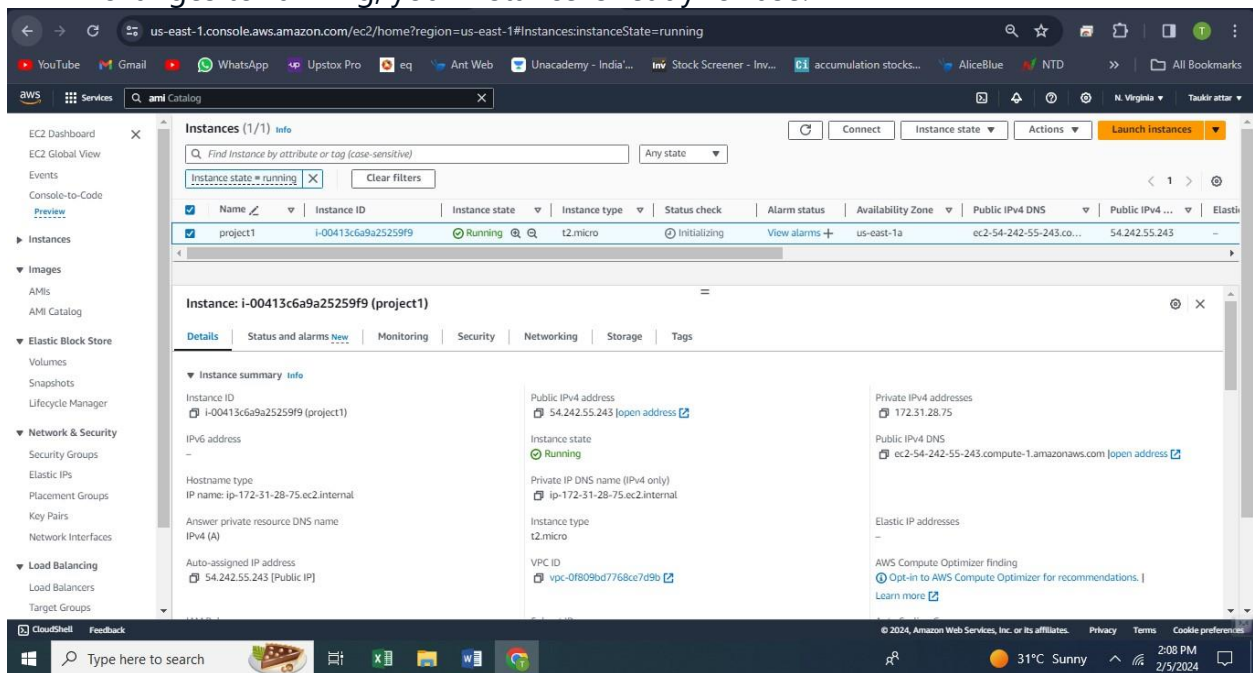 us-east-1.console.aws.amazon.com/ec2/home?region=us-east-1#Instances:instanceState=running
YouTube Gmail WhatsApp Upstox Pro eq Ant Web Unacademy - India'... Stock Screener - Inv... accumulation stocks... AliceBlue NTD » All Bookmarks
aws Services ami Catalog N. Virginia Taukir attar
EC2 Dashboard
EC2 Global View
Events
Console-to-Code
Preview
Instances
Images
AMIs
AMI Catalog
Elastic Block Store
Volumes
Snapshots
Lifecycle Manager
Network & Security
Security Groups
Elastic IPs
Placement Groups
Key Pairs
Network Interfaces
Load Balancing
Load Balancers
Target Groups
Instances (1/1) Info
Connect Instance state Actions Launch instances
Find Instance by attribute or tag (case-sensitive) Any state
Instance state = running Clear filters
1
Name Instance ID Instance state Instance type Status check Alarm status Availability Zone Public IPv4 DNS Public IPv4 ...
project1 i-00413c6a9a25259f9 Running t2.micro Initializing View alarms + us-east-1a ec2-54-242-55-243.co... 54.242.55.243 –
Instance: i-00413c6a9a25259f9 (project1)
Details Status and alarms New Monitoring Security Networking Storage Tags
Instance summary Info
Instance ID
i-00413c6a9a25259f9 (project1)
Public IPv4 address
54.242.55.243 |open address
Private IPv4 addresses
172.31.28.75
IPv6 address
–
Instance state
Running
Public IPv4 DNS
ec2-54-242-55-243.compute-1.amazonaws.com |open address
Hostname type
IP name: ip-172-31-28-75.ec2.internal
Private IP DNS name (IPv4 only)
ip-172-31-28-75.ec2.internal
Answer private resource DNS name
IPv4 (A)
Instance type
t2.micro
Elastic IP addresses
–
Auto-assigned IP address
54.242.55.243 [Public IP]
VPC ID
vpc-0f809bd7768ce7d9b
AWS Compute Optimizer finding
Opt-in to AWS Compute Optimizer for recommendations. |
Learn more
CloudShell Feedback © 2024, Amazon Web Services, Inc. or its affiliates. Privacy Terms Cookie preferences
Type here to search 31°C Sunny 2:08 PM
2/5/2024